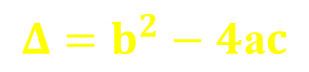 Δ = b² − 4ac